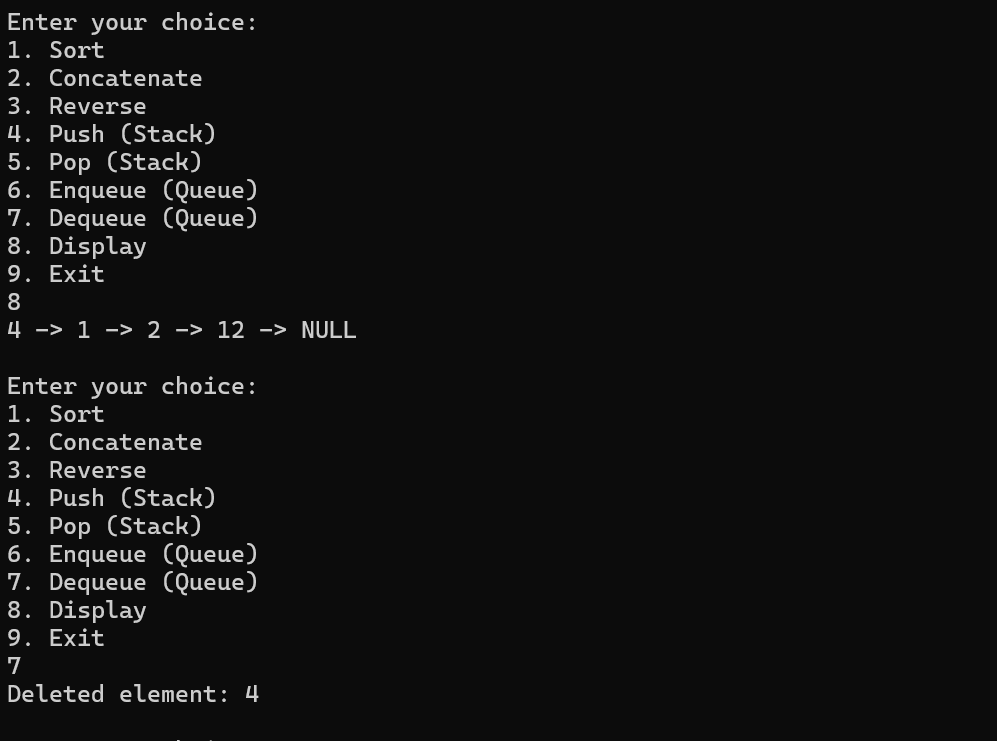 Enter your choice:
1. Sort
2. Concatenate
3. Reverse
4. Push (Stack)
5. Pop (Stack)
6. Enqueue (Queue)
7. Dequeue (Queue)
8. Display
9. Exit
8
4 -> 1 -> 2 -> 12 -> NULL
Enter your choice:
1. Sort
2. Concatenate
3. Reverse
4. Push (Stack)
5. Pop (Stack)
6. Enqueue (Queue)
7. Dequeue (Queue)
8. Display
9. Exit
7
Deleted element: 4